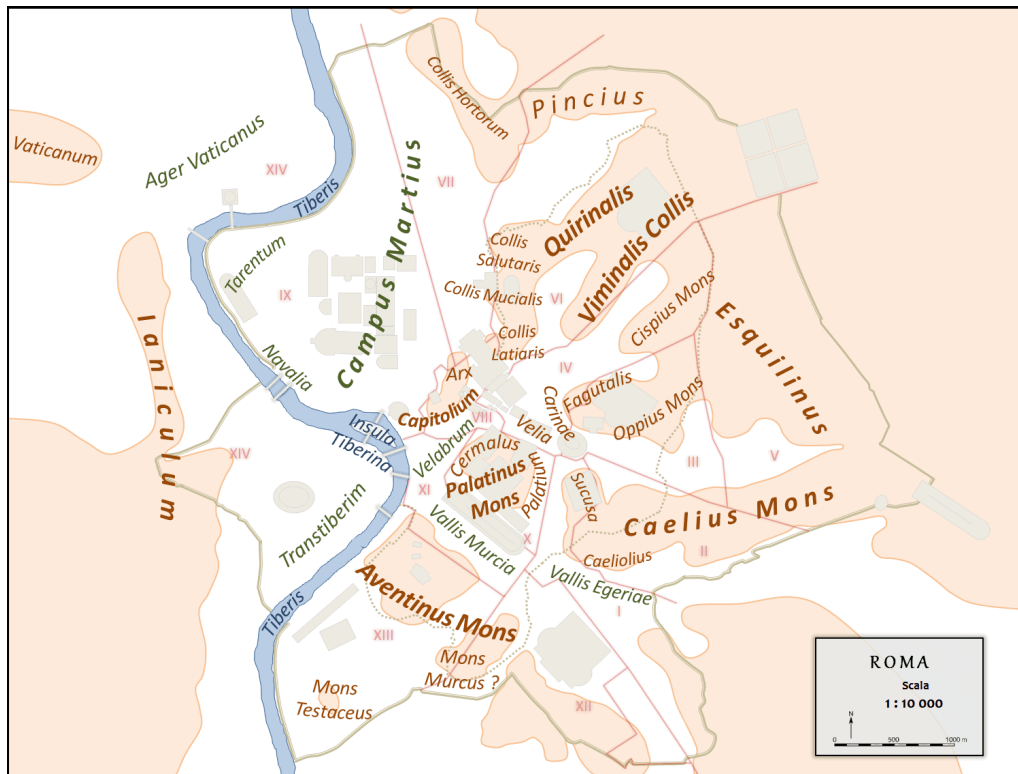 Collis Hortorum
Pincius
Vaticanum
Ager Vaticanus
XIV
VII
Tiberis
Campus Martius
Quirinalis
Viminalis Collis
Collis
Salutaris
Tarentum
IX
Collis Mucialis
VI
Cispius Mons
Esquilinus
Ianiculum
Collis
Latiaris
Navalia
Arx
IV
Fagutalis
Carinae
Oppius Mons
Capitolium
VIII
Velia
Insula
Tiberina
Velabrum
Cermalus
Palatinus
Mons
Palatium
XIV
III
V
XI
Sucusa
Caelius Mons
Vallis Murcia
X
II
Transtiberim
Caeliolius
Vallis Egeriae
I
Aventinus Mons
Tiberis
XIII
Mons
Murcus ?
Mons
Testaceus
XII
ROMA
Scala
1 : 10 000
N
0 500 1000 m